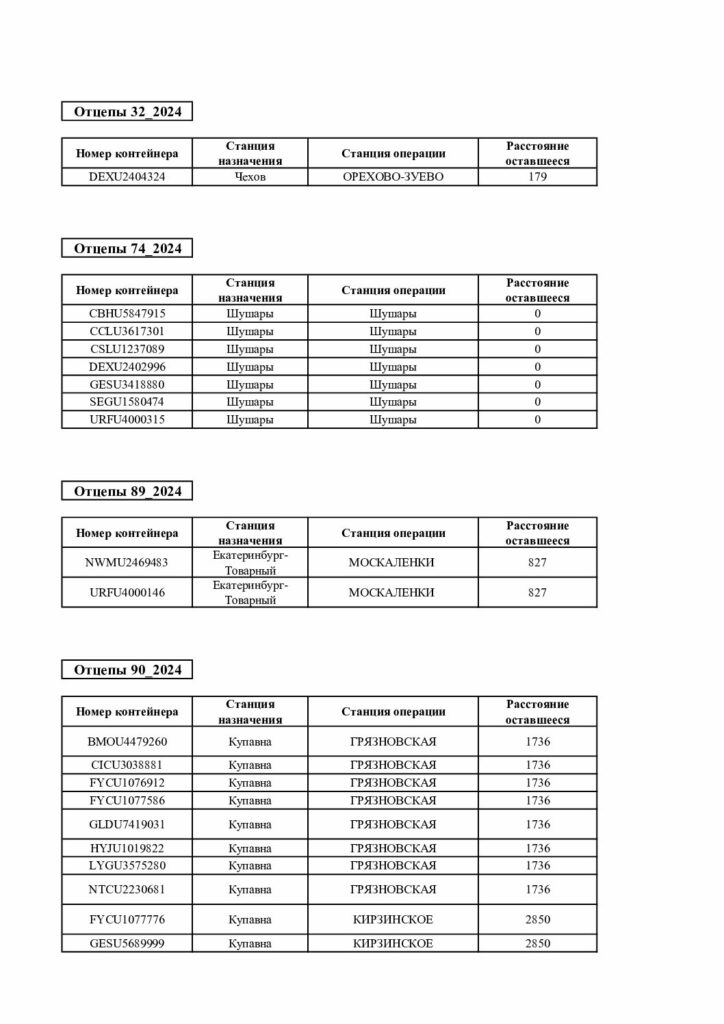 Отцепы 32_2024
Номер контейнера Станция назначения Станция операции Расстояние оставшееся
DEXU2404324 Чехов ОРЕХОВО-ЗУЕВО 179
Отцепы 74_2024
Номер контейнера Станция назначения Станция операции Расстояние оставшееся
CBHU5847915 Шушары Шушары 0
CCLU3617301 Шушары Шушары 0
CSLU1237089 Шушары Шушары 0
DEXU2402996 Шушары Шушары 0
GESU3418880 Шушары Шушары 0
SEGU1580474 Шушары Шушары 0
URFU4000315 Шушары Шушары 0
Отцепы 89_2024
Номер контейнера Станция назначения Станция операции Расстояние оставшееся
NWMU2469483 Екатеринбург-Товарный МОСКАЛЕНКИ 827
URFU4000146 Екатеринбург-Товарный МОСКАЛЕНКИ 827
Отцепы 90_2024
Номер контейнера Станция назначения Станция операции Расстояние оставшееся
BMOU4479260 Купавна ГРЯЗНОВСКАЯ 1736
CICU3038881 Купавна ГРЯЗНОВСКАЯ 1736
FYCU1076912 Купавна ГРЯЗНОВСКАЯ 1736
FYCU1077586 Купавна ГРЯЗНОВСКАЯ 1736
GLDU7419031 Купавна ГРЯЗНОВСКАЯ 1736
HYJU1019822 Купавна ГРЯЗНОВСКАЯ 1736
LYGU3575280 Купавна ГРЯЗНОВСКАЯ 1736
NTCU2230681 Купавна ГРЯЗНОВСКАЯ 1736
FYCU1077776 Купавна КИРЗИНСКОЕ 2850
GESU5689999 Купавна КИРЗИНСКОЕ 2850